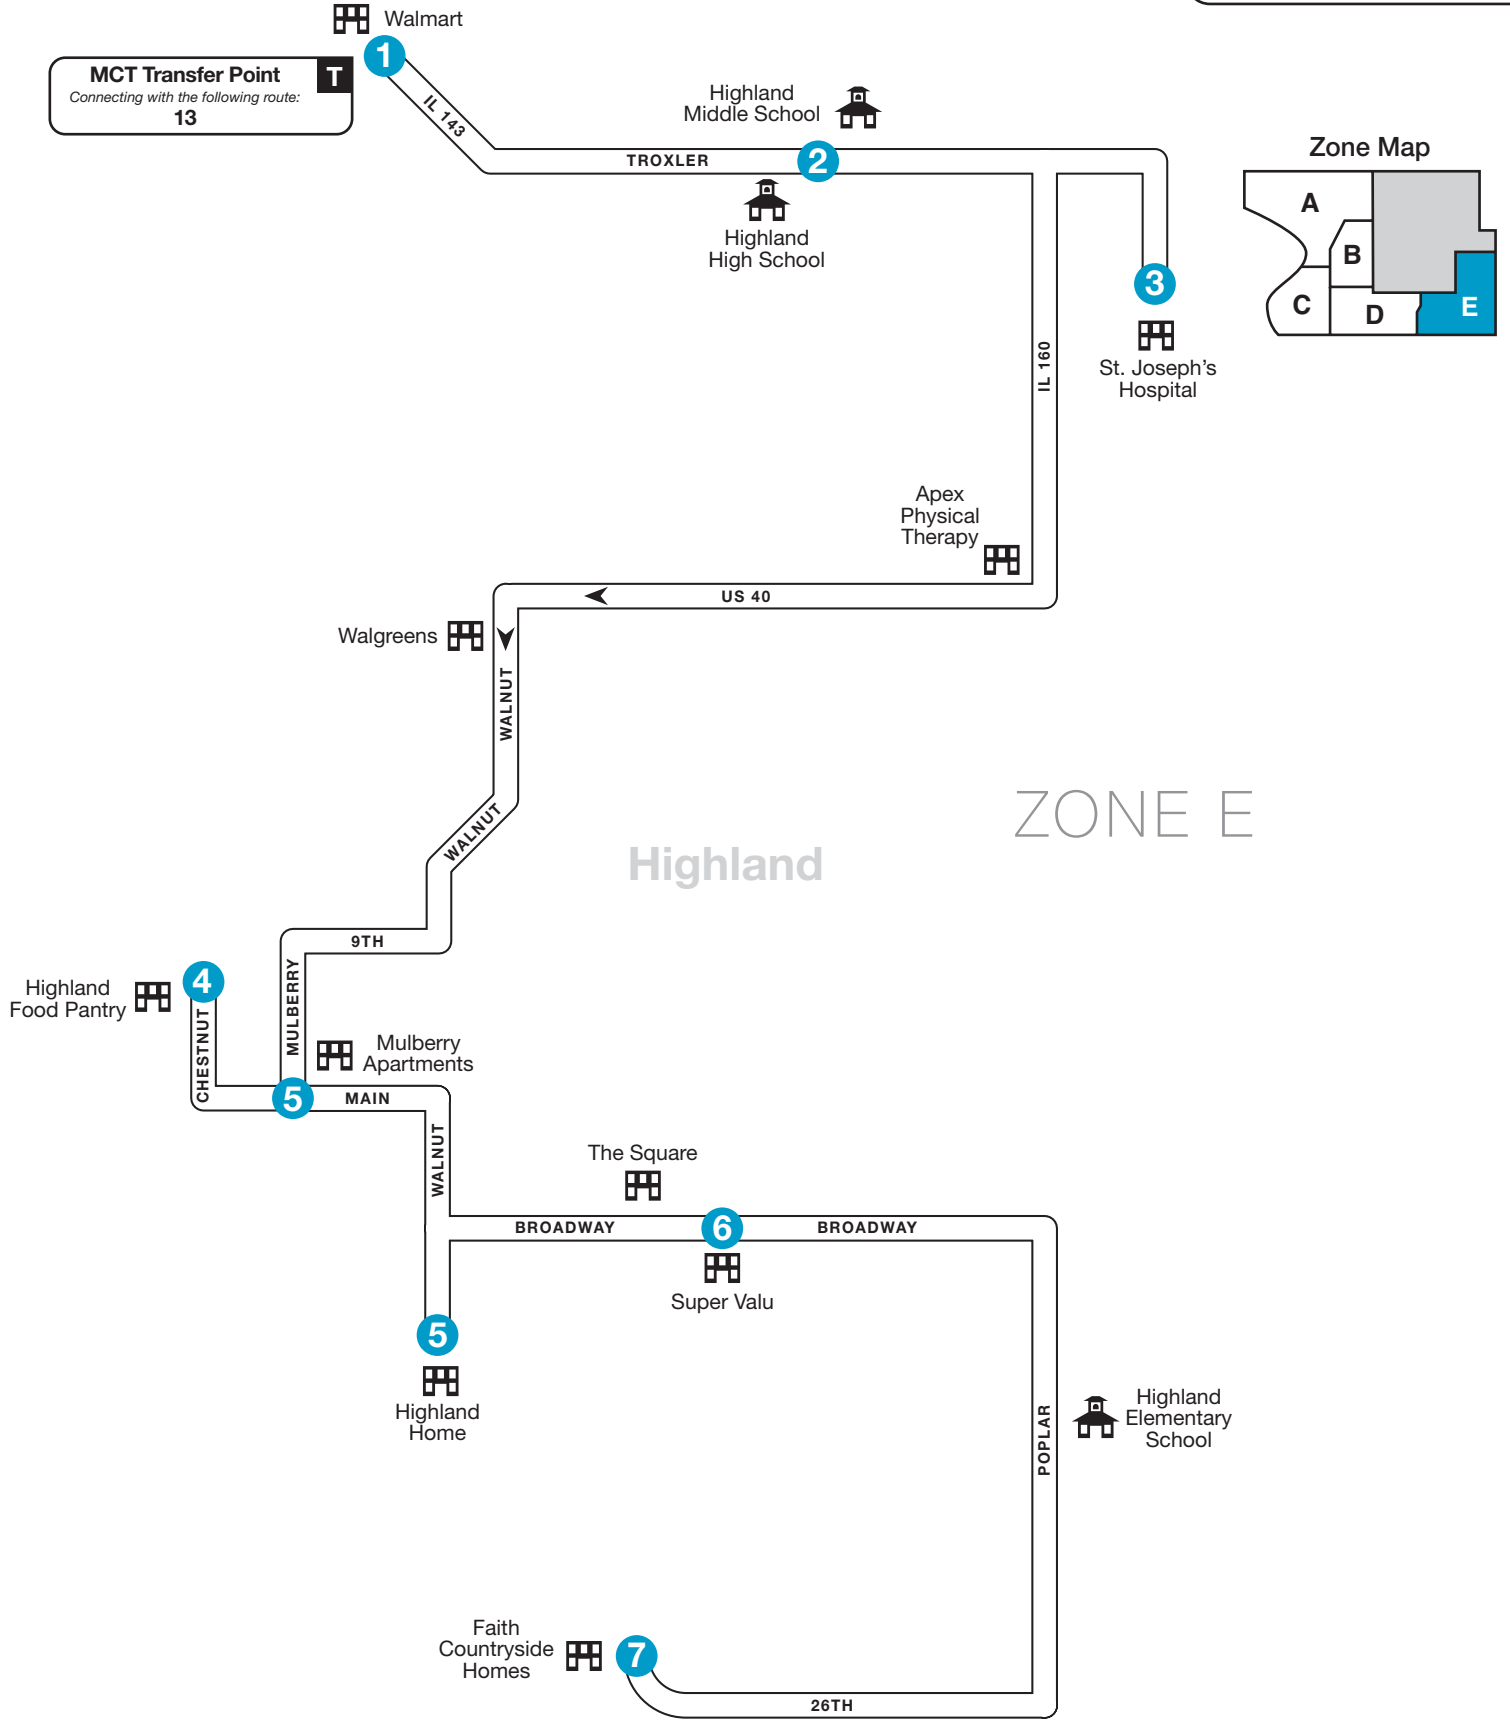 Walmart
1
MCT Transfer Point
T
Connecting with the following route:
13
IL 143
Highland
Middle School
TROXLER
2
Highland
High School
Zone Map
A
B
C
D
E
3
St. Joseph's
Hospital
IL 160
Apex
Physical
Therapy
US 40
Walgreens
WALNUT
ZONE E
WALNUT
Highland
9TH
4
Highland
Food Pantry
CHESTNUT
MULBERRY
Mulberry
Apartments
5
MAIN
WALNUT
The Square
BROADWAY
6
BROADWAY
Super Valu
5
Highland
Home
POPLAR
Highland
Elementary
School
Faith
Countryside
Homes
7
26TH